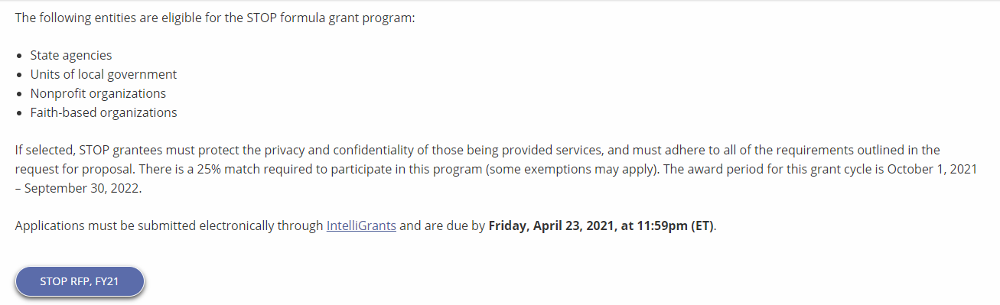 The following entities are eligible for the STOP formula grant program:
• State agencies
• Units of local government
• Nonprofit organizations
• Faith-based organizations
If selected, STOP grantees must protect the privacy and confidentiality of those being provided services, and must adhere to all of the requirements outlined in the
request for proposal. There is a 25% match required to participate in this program (some exemptions may apply). The award period for this grant cycle is October 1, 2021
– September 30, 2022.
Applications must be submitted electronically through IntelliGrants and are due by Friday, April 23, 2021, at 11:59pm (ET).
STOP RFP, FY21